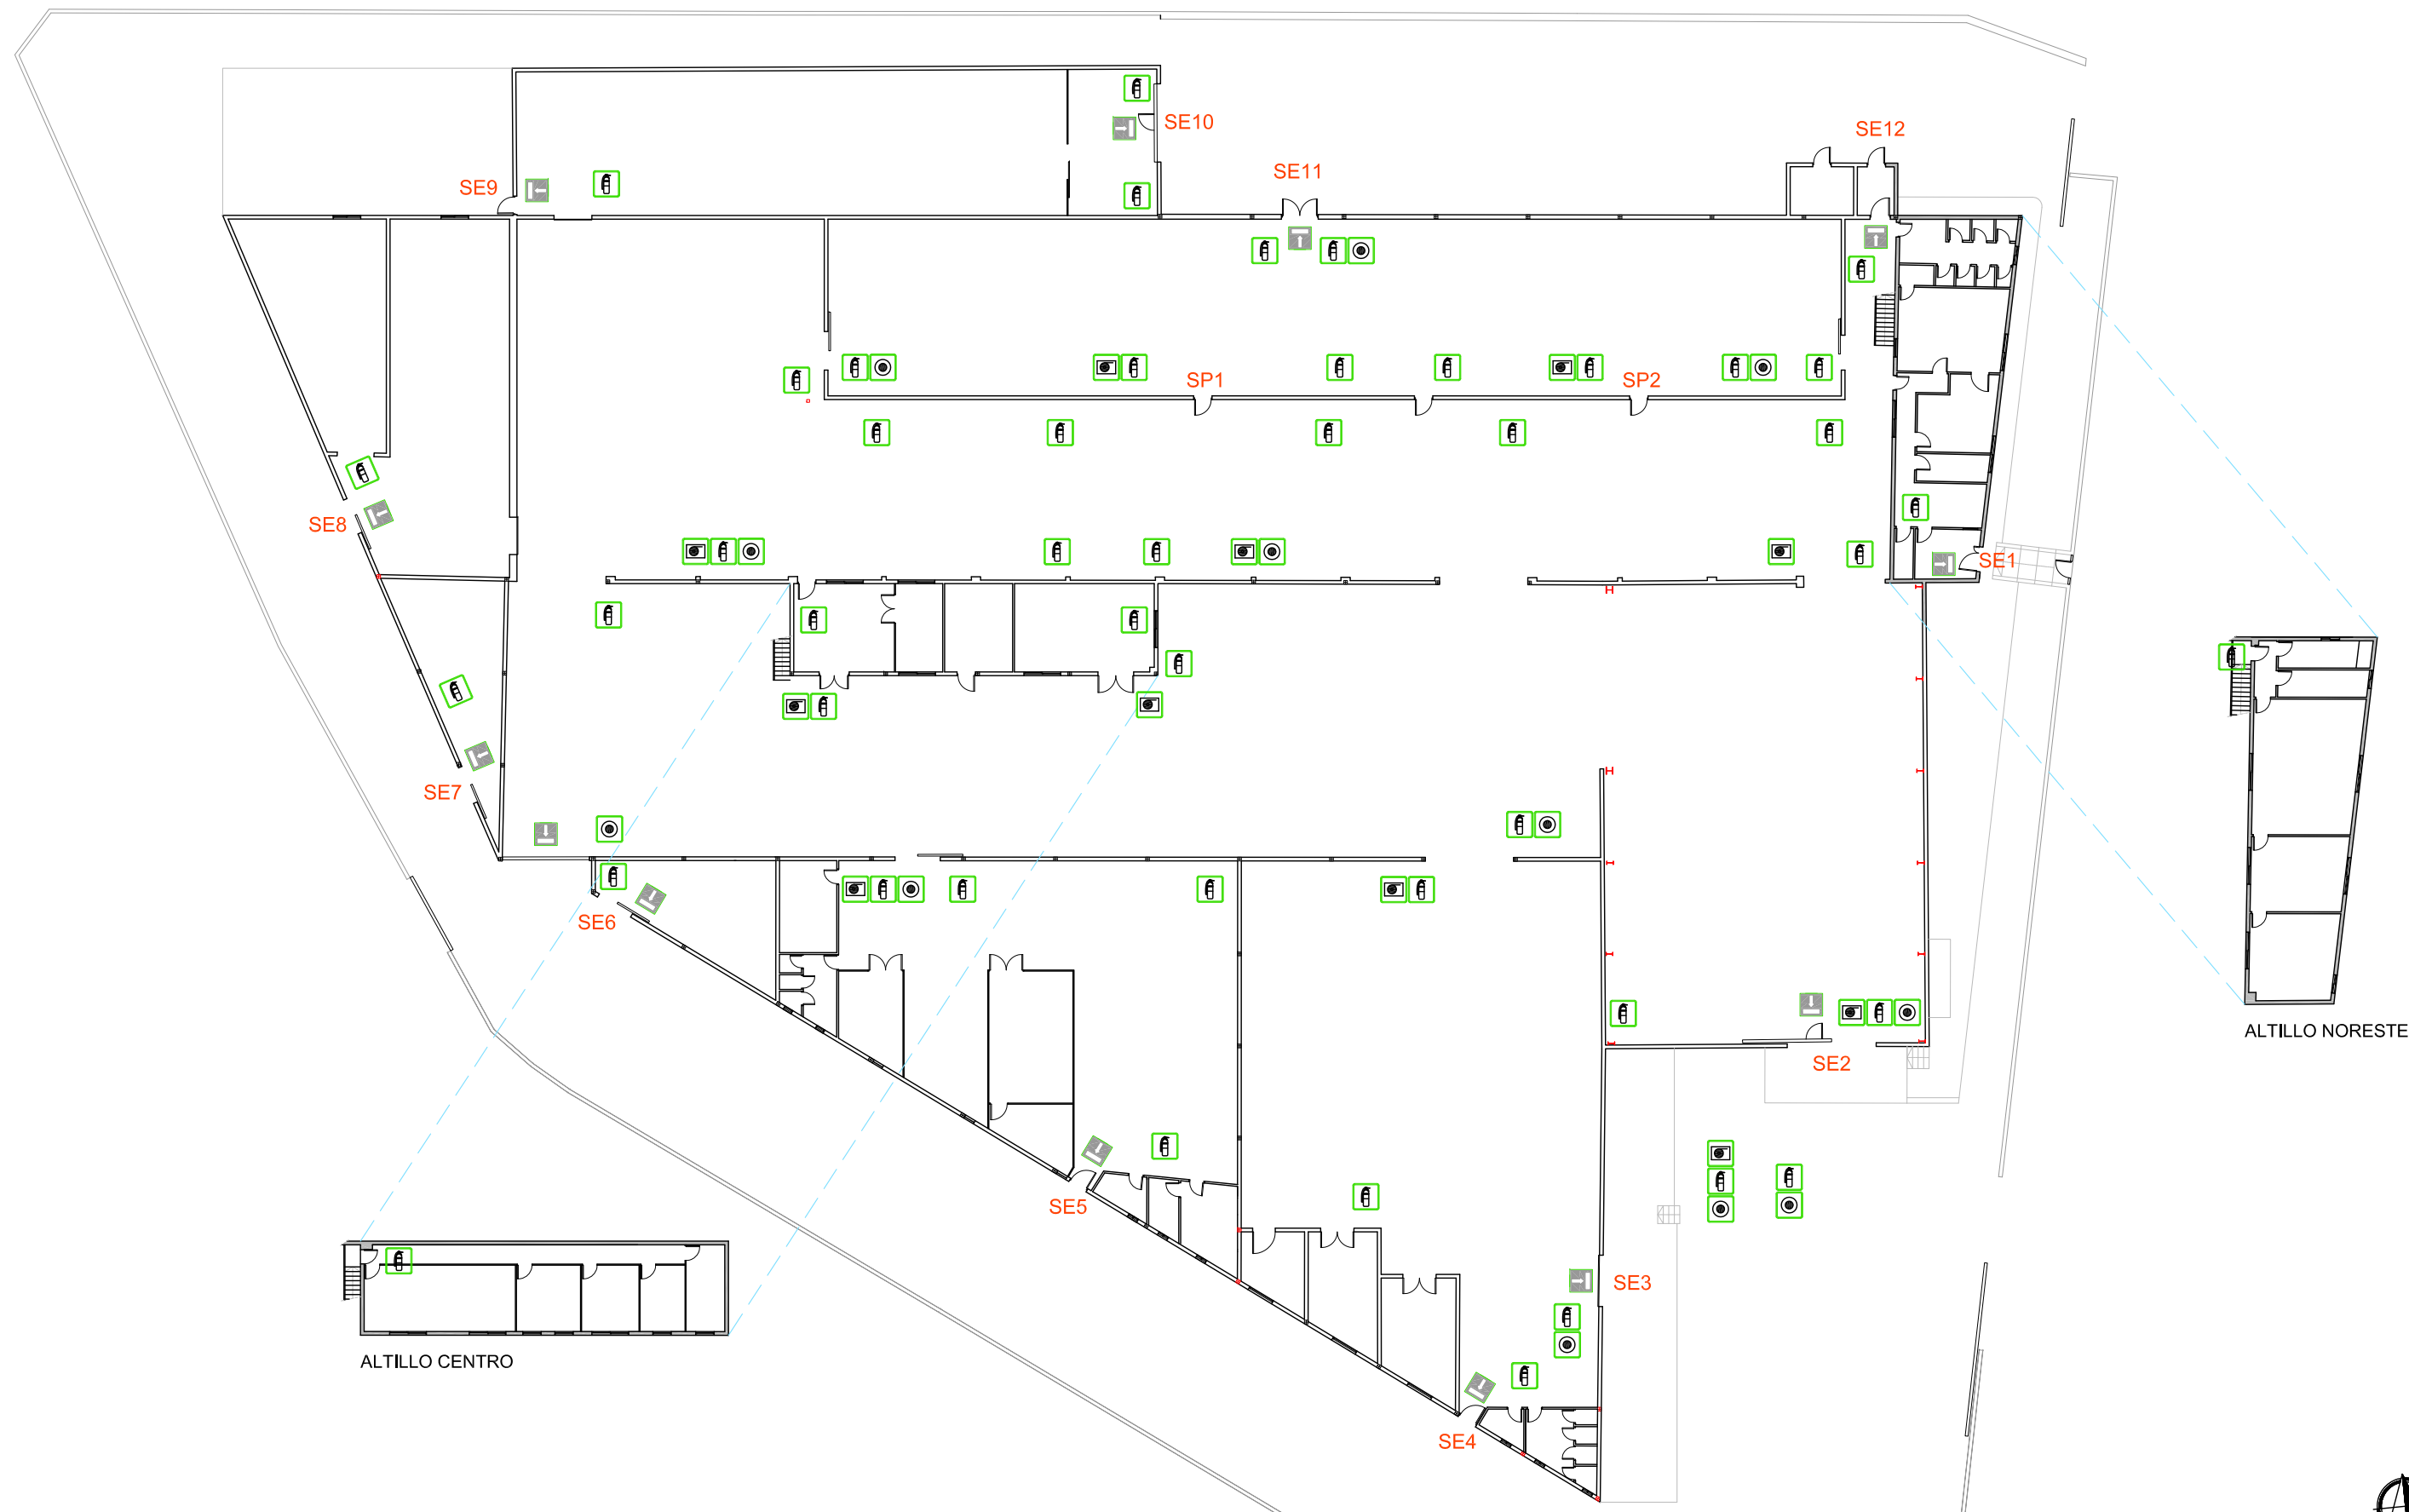 SE10
SE12
SE11
SE9
SP1
SP2
SE8
SE1
SE7
SE6
ALTILLO NORESTE
SE2
SE5
SE3
ALTILLO CENTRO
SE4